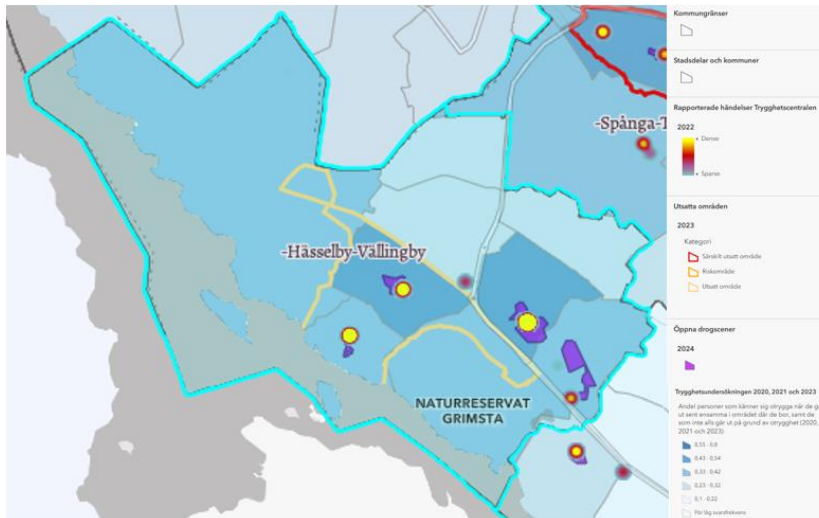 -Spånga-T
-Hässelby-Vällingby
NATURRESERVAT
GRIMSTA
Kommungränser
Stadsdelar och kommuner
Rapporterade händelser Trygghetscentralen
2022
Dense
Sparse
Utsatta områden
2023
Kategori
Särskilt utsatt område
Riskområde
Utsatt område
Öppna drogscener
2024
Trygghetsundersökningen 2020, 2021 och 2023
Andel personer som känner sig otrygga när de g
ut sent ensamma i området där de bor, samt de
som inte alls går ut på grund av otrygghet (2020,
2021 och 2023)
0,55 - 0,8
0,43 - 0,54
0,33 - 0,42
0,23 - 0,32
0,1 - 0,22
För låg svarsfrekvens